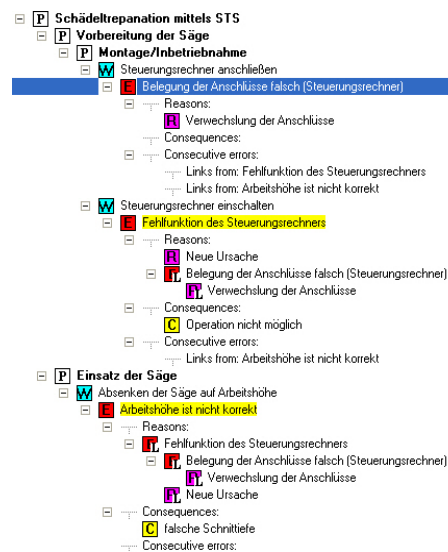 P Schädeltrepanation mittels STS
P Vorbereitung der Säge
P Montage/Inbetriebnahme
W Steuerungsrechner anschließen
E Belegung der Anschlüsse falsch (Steuerungsrechner)
Reasons:
R Verwechslung der Anschlüsse
Consequences:
Consecutive errors:
Links from: Fehlfunktion des Steuerungsrechners
Links from: Arbeitshöhe ist nicht korrekt
W Steuerungsrechner einschalten
E Fehlfunktion des Steuerungsrechners
Reasons:
R Neue Ursache
Belegung der Anschlüsse falsch (Steuerungsrechner)
Verwechslung der Anschlüsse
Consequences:
C Operation nicht möglich
Consecutive errors:
Links from: Arbeitshöhe ist nicht korrekt
P Einsatz der Säge
W Absenken der Säge auf Arbeitshöhe
E Arbeitshöhe ist nicht korrekt
Reasons:
Fehlfunktion des Steuerungsrechners
Belegung der Anschlüsse falsch (Steuerungsrechner)
Verwechslung der Anschlüsse
Neue Ursache
Consequences:
C falsche Schnittiefe
Consecutive errors: